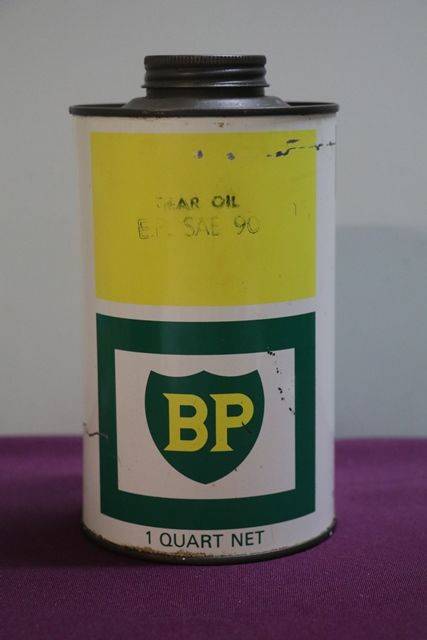 GEAR OIL
E.P. SAE 90
BP
1 QUART NET